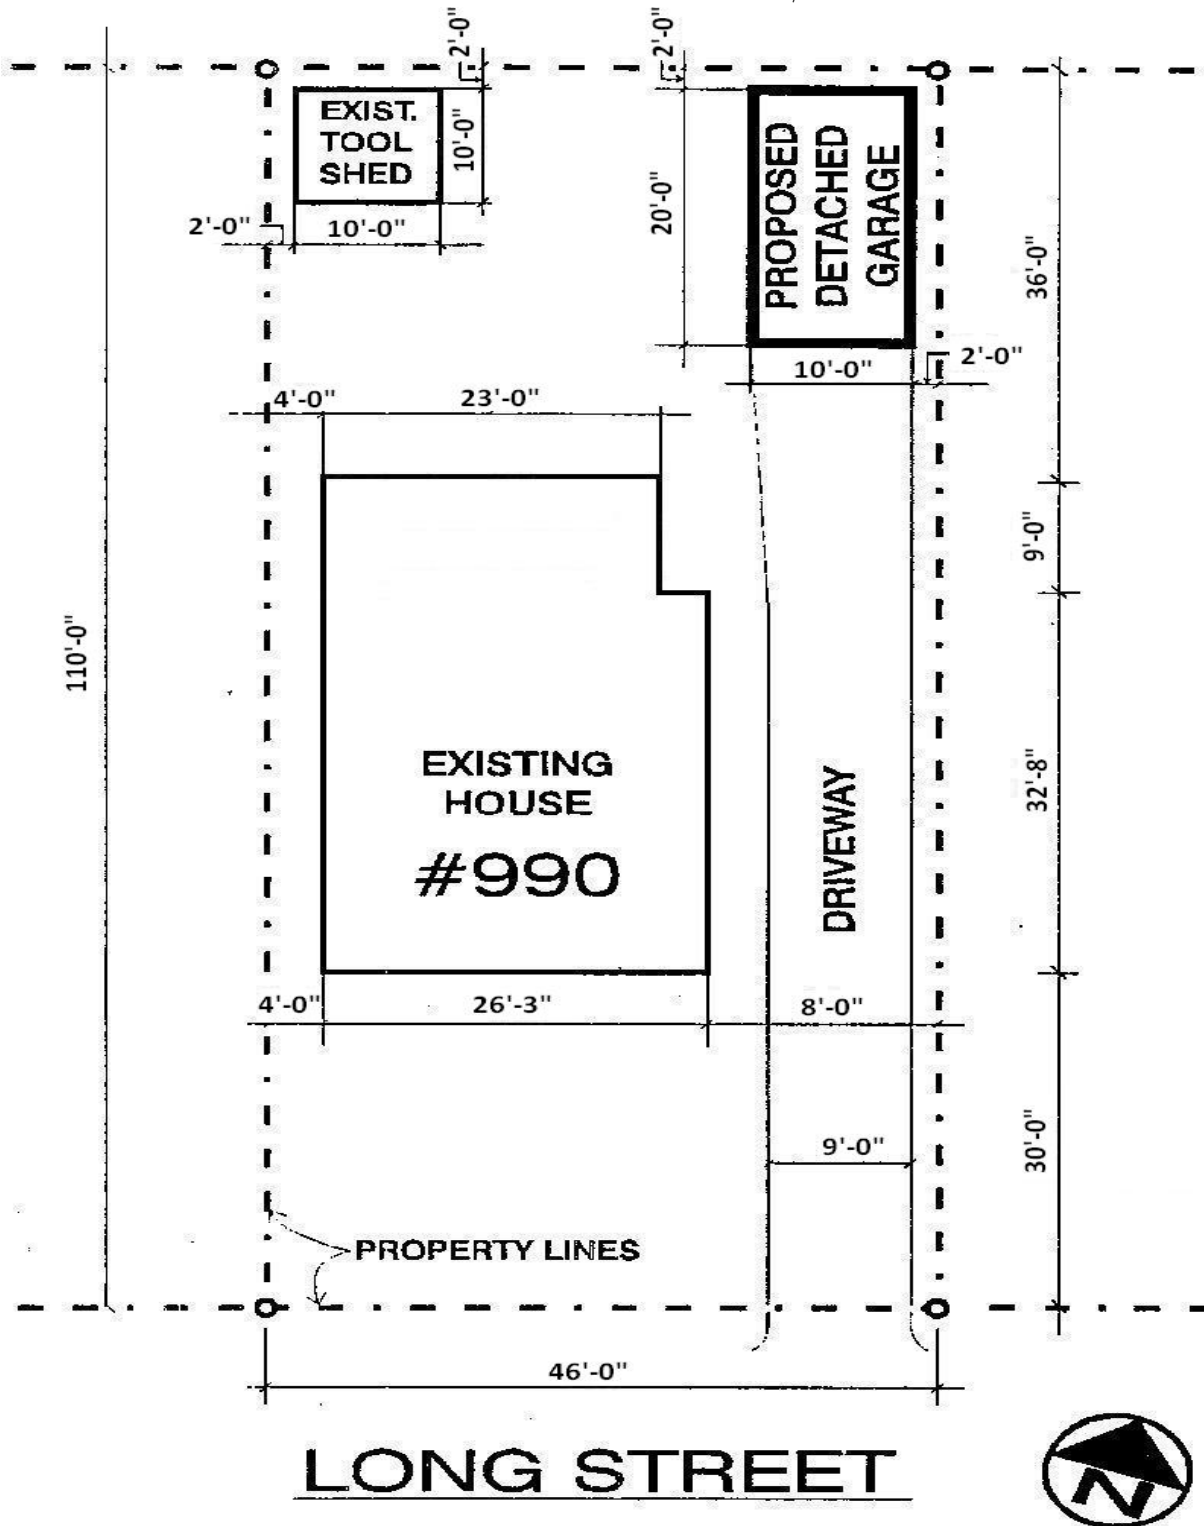 2'-0"
2'-0"
EXIST.
TOOL
SHED
10'-0"
2'-0"
10'-0"
20'-0"
PROPOSED
DETACHED
GARAGE
36'-0"
10'-0"
2'-0"
4'-0"
23'-0"
9'-0"
110'-0"
EXISTING
HOUSE
#990
DRIVEWAY
32'-8"
4'-0"
26'-3"
8'-0"
9'-0"
30'-0"
PROPERTY LINES
46'-0"
LONG STREET
N